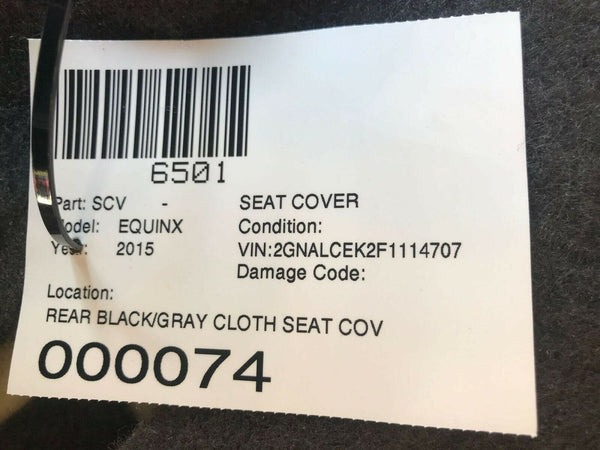 6501
Part: SCV - SEAT COVER
Model: EQUINX Condition:
Year: 2015 VIN:2GNALCEK2F1114707
Damage Code:
Location:
REAR BLACK/GRAY CLOTH SEAT COV
000074